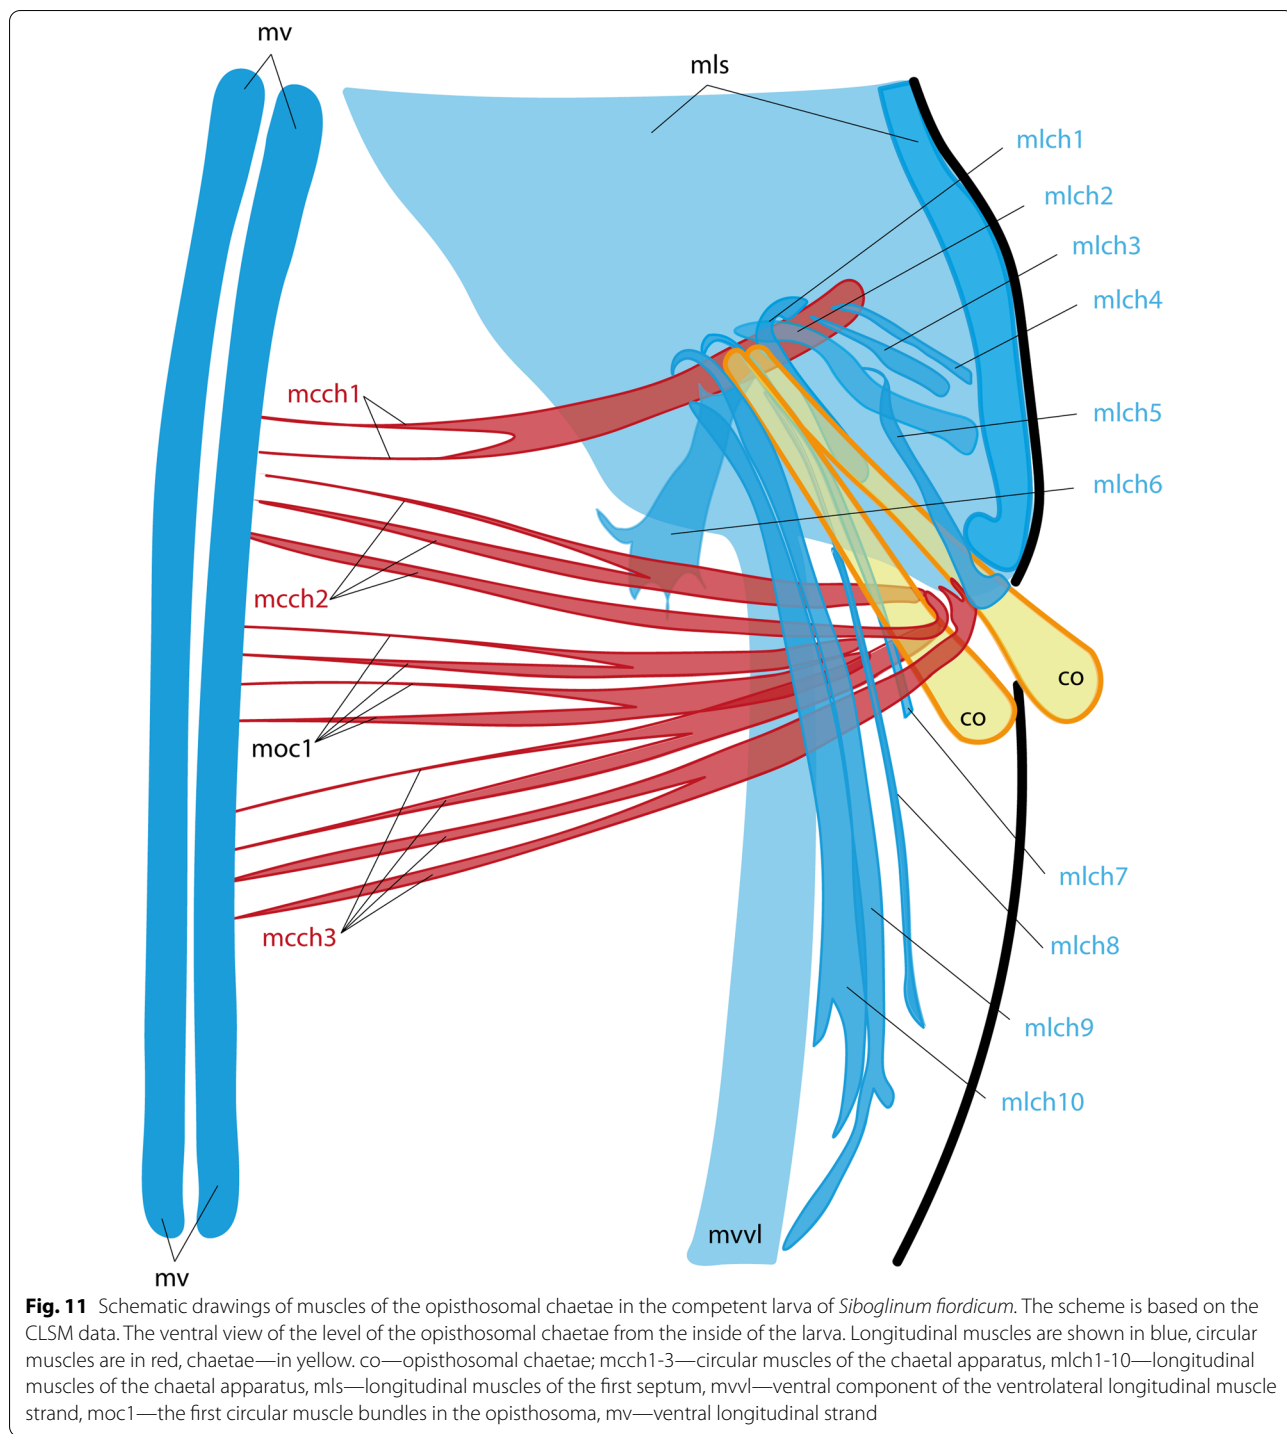 mv
mls
mlch1
mlch2
mlch3
mlch4
mcch1
mlch5
mlch6
mcch2
co
co
moc1
mlch7
mcch3
mlch8
mlch9
mlch10
mvvl
mv
Fig. 11 Schematic drawings of muscles of the opisthosomal chaetae in the competent larva of Siboglinum fiordicum. The scheme is based on the
CLSM data. The ventral view of the level of the opisthosomal chaetae from the inside of the larva. Longitudinal muscles are shown in blue, circular
muscles are in red, chaetae—in yellow. co—opisthosomal chaetae; mcch1-3—circular muscles of the chaetal apparatus, mlch1-10—longitudinal
muscles of the chaetal apparatus, mls—longitudinal muscles of the first septum, mvvl—ventral component of the ventrolateral longitudinal muscle
strand, moc1—the first circular muscle bundles in the opisthosoma, mv—ventral longitudinal strand